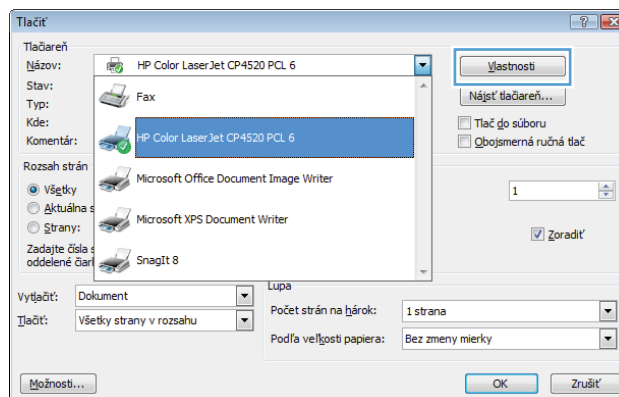 Tlačiť
Tlačiareň
Názov: HP Color LaserJet CP4520 PCL 6 Vlastnosti
Stav: Nájsť tlačiareň...
Typ: Fax
Kde: Tlač do súboru
Komentár: HP Color LaserJet CP4520 PCL 6 Obojsmerná ručná tlač
Rozsah strán
Microsoft Office Document Image Writer
Všetky 1
Aktuálna s
Microsoft XPS Document Writer
Strany: Zoradiť
Zadajte čísla s
oddelené čiark
SnagIt 8
Lupa
Vytlačiť: Dokument
Počet strán na hárok: 1 strana
Tlačiť: Všetky strany v rozsahu
Podľa veľkosti papiera: Bez zmeny mierky
Možnosti... OK Zrušiť